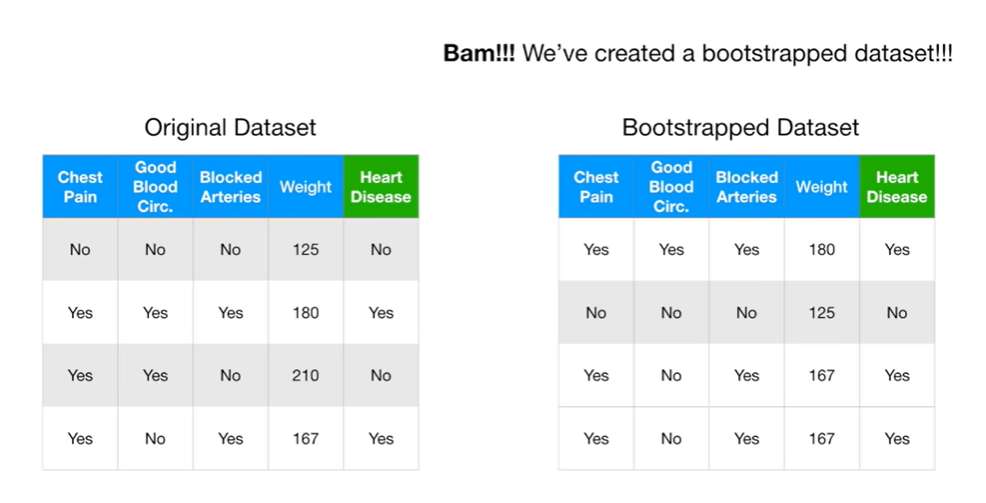 Bam!!! We've created a bootstrapped dataset!!!
Original Dataset
Chest Pain Good Blood Circ. Blocked Arteries Weight Heart Disease
No No No 125 No
Yes Yes Yes 180 Yes
Yes Yes No 210 No
Yes No Yes 167 Yes
Bootstrapped Dataset
Chest Pain Good Blood Circ. Blocked Arteries Weight Heart Disease
Yes Yes Yes 180 Yes
No No No 125 No
Yes No Yes 167 Yes
Yes No Yes 167 Yes